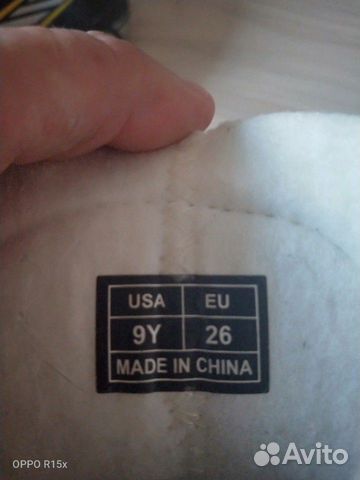 USA EU
9Y 26
MADE IN CHINA
OPPO R15x
Avito